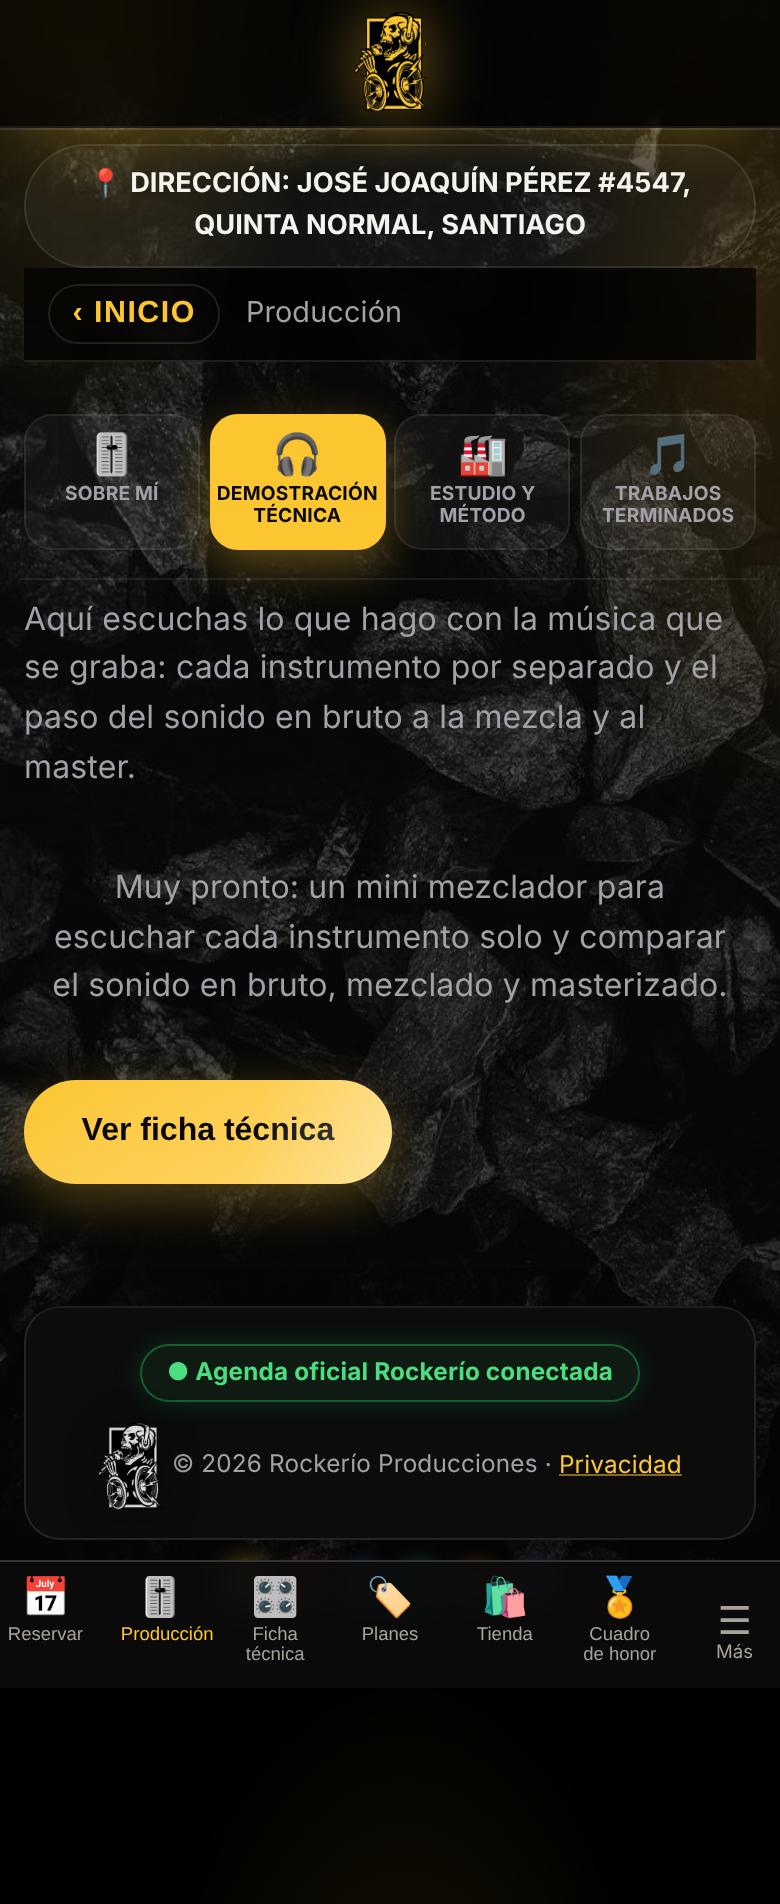 📍 DIRECCIÓN: JOSÉ JOAQUÍN PÉREZ #4547,
QUINTA NORMAL, SANTIAGO
‹ INICIO Producción
SOBRE MÍ
DEMOSTRACIÓN
TÉCNICA
ESTUDIO Y
MÉTODO
TRABAJOS
TERMINADOS
Aquí escuchas lo que hago con la música que
se graba: cada instrumento por separado y el
paso del sonido en bruto a la mezcla y al
master.
Muy pronto: un mini mezclador para
escuchar cada instrumento solo y comparar
el sonido en bruto, mezclado y masterizado.
Ver ficha técnica
● Agenda oficial Rockerío conectada
© 2026 Rockerío Producciones · Privacidad
July
17
Reservar
Producción
Ficha
técnica
Planes
Tienda
Cuadro
de honor
☰
Más